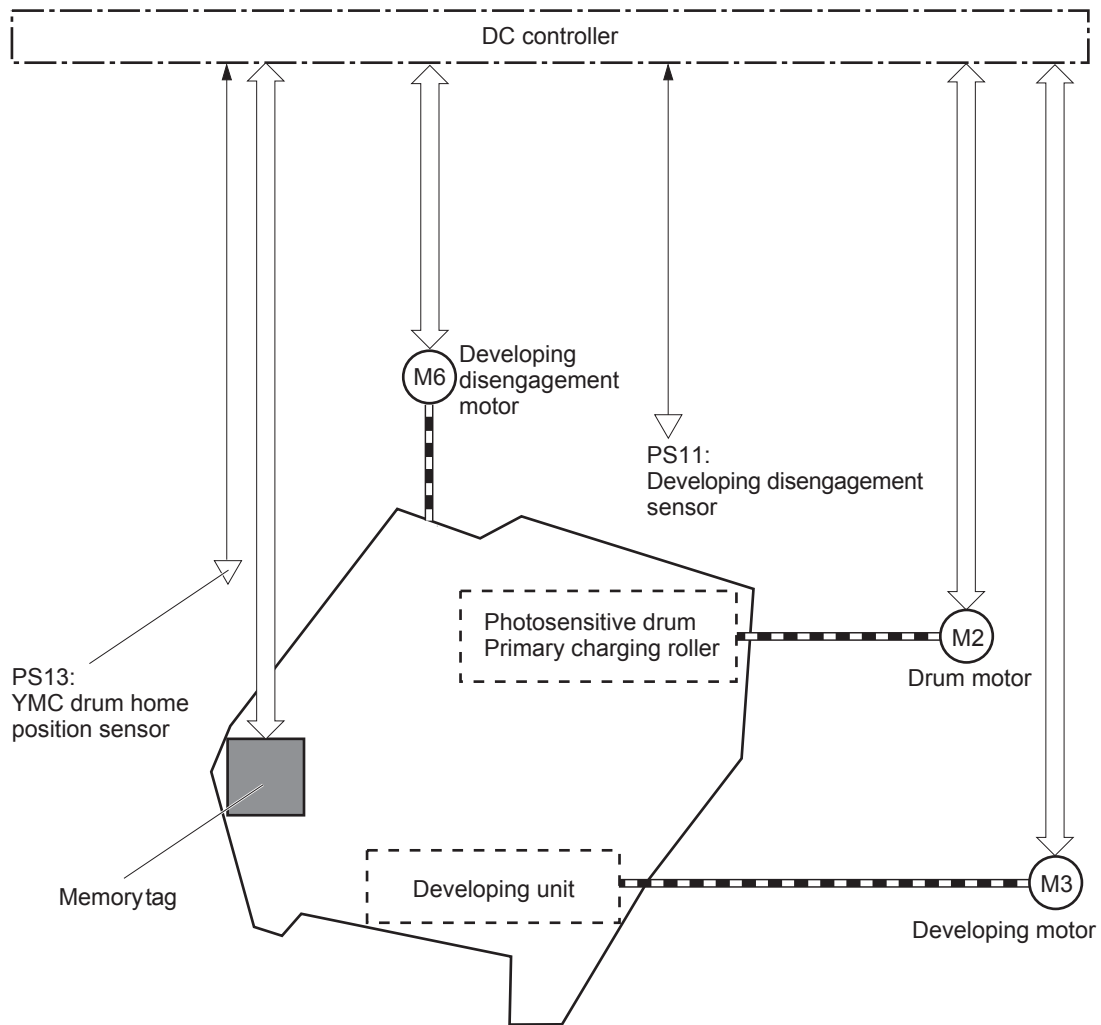 DC controller
M6
Developing
disengagement
motor
PS11:
Developing disengagement
sensor
Photosensitive drum
Primary charging roller
M2
Drum motor
PS13:
YMC drum home
position sensor
Memory tag
Developing unit
M3
Developing motor